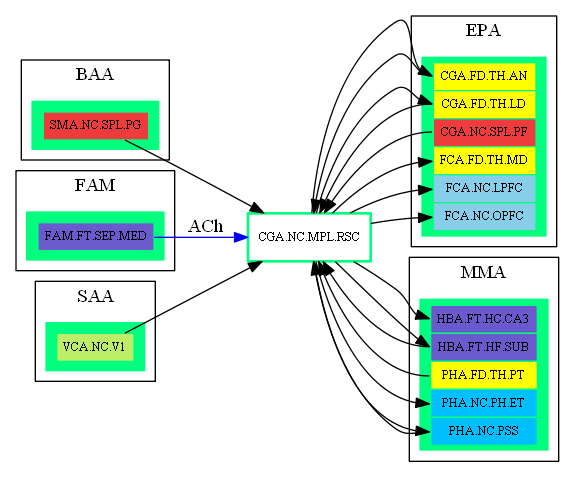 BAA
SMA.NC.SPL.PG
FAM
FAM.FT.SEP.MED
SAA
VCA.NC.V1
ACh
CGA.NC.MPL.RSC
EPA
CGA.FD.TH.AN
CGA.FD.TH.LD
CGA.NC.SPL.PF
FCA.FD.TH.MD
FCA.NC.LPFC
FCA.NC.OPFC
MMA
HBA.FT.HC.CA3
HBA.FT.HF.SUB
PHA.FD.TH.PT
PHA.NC.PH.ET
PHA.NC.PSS